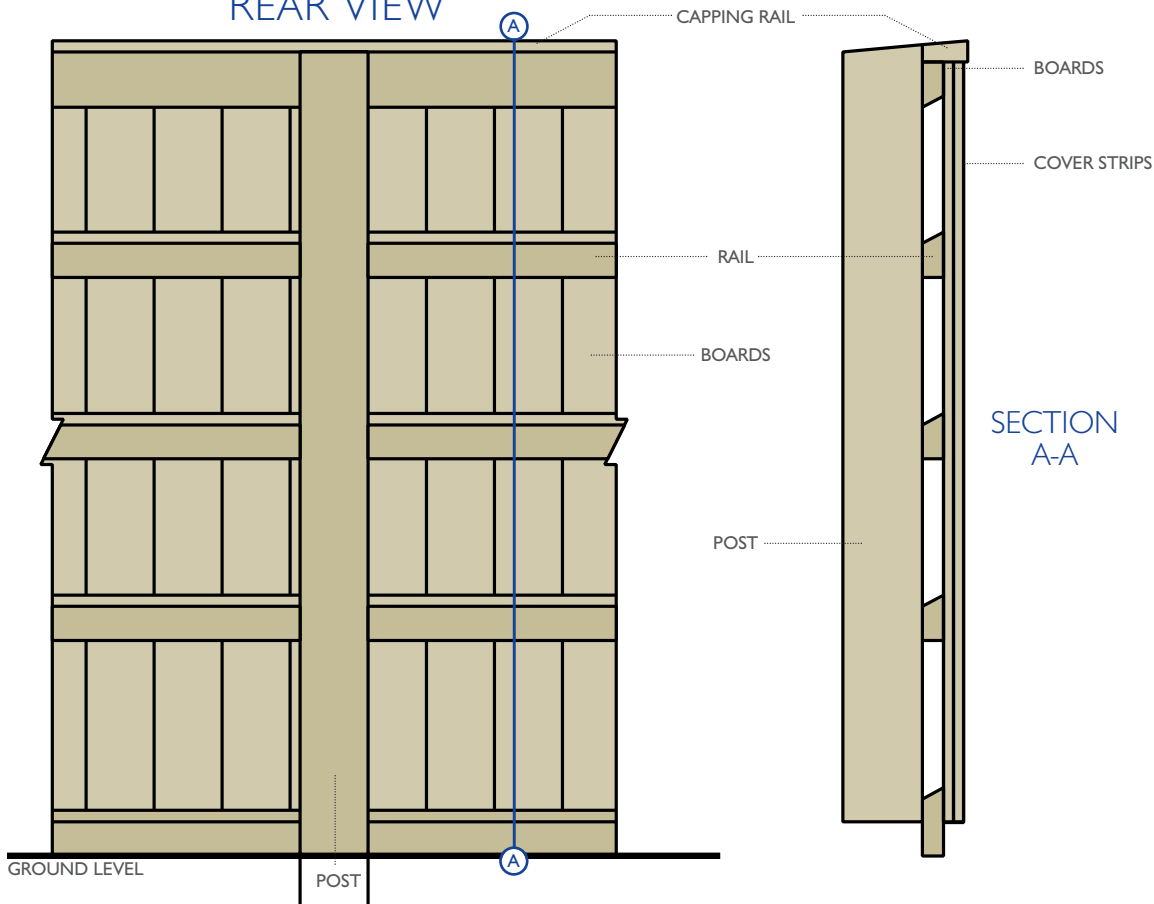 REAR VIEW
A
CAPPING RAIL
BOARDS
COVER STRIPS
RAIL
BOARDS
SECTION
A-A
POST
A
GROUND LEVEL
POST